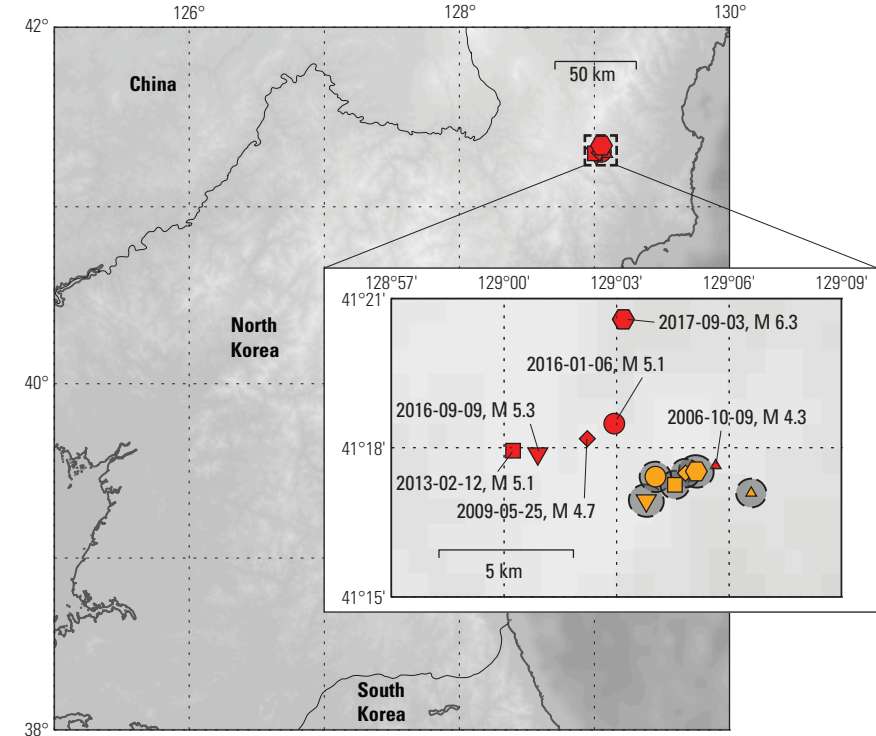 126°
128°
130°
42°
China
50 km
North
Korea
40°
128°57'
129°00'
129°03'
129°06'
129°09'
41°21'
2017-09-03, M 6.3
2016-01-06, M 5.1
2016-09-09, M 5.3
2006-10-09, M 4.3
41°18'
2013-02-12, M 5.1
2009-05-25, M 4.7
5 km
41°15'
South
Korea
38°